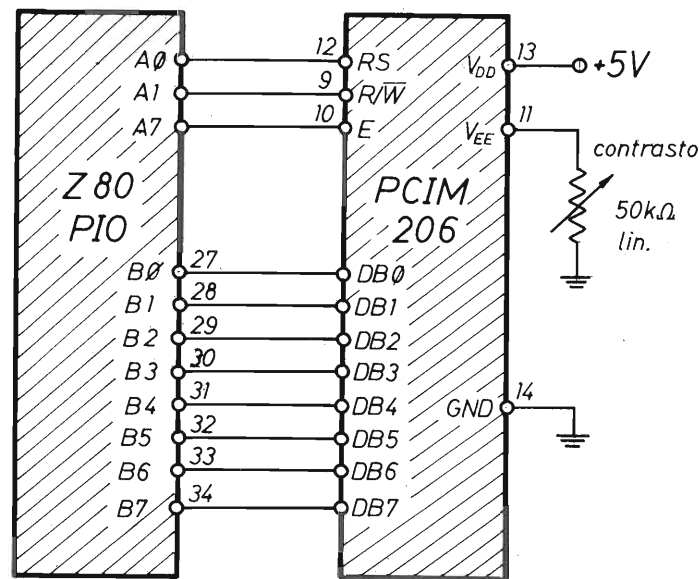 A0 12 RS 13 VDD +5V
A1 9 R/W̅
A7 10 E 11 VEE
contrasto
Z80 PCIM 50kΩ
PIO 206 lin.
B0 27 DB0
B1 28 DB1
B2 29 DB2
B3 30 DB3
B4 31 DB4 GND 14
B5 32 DB5
B6 33 DB6
B7 34 DB7